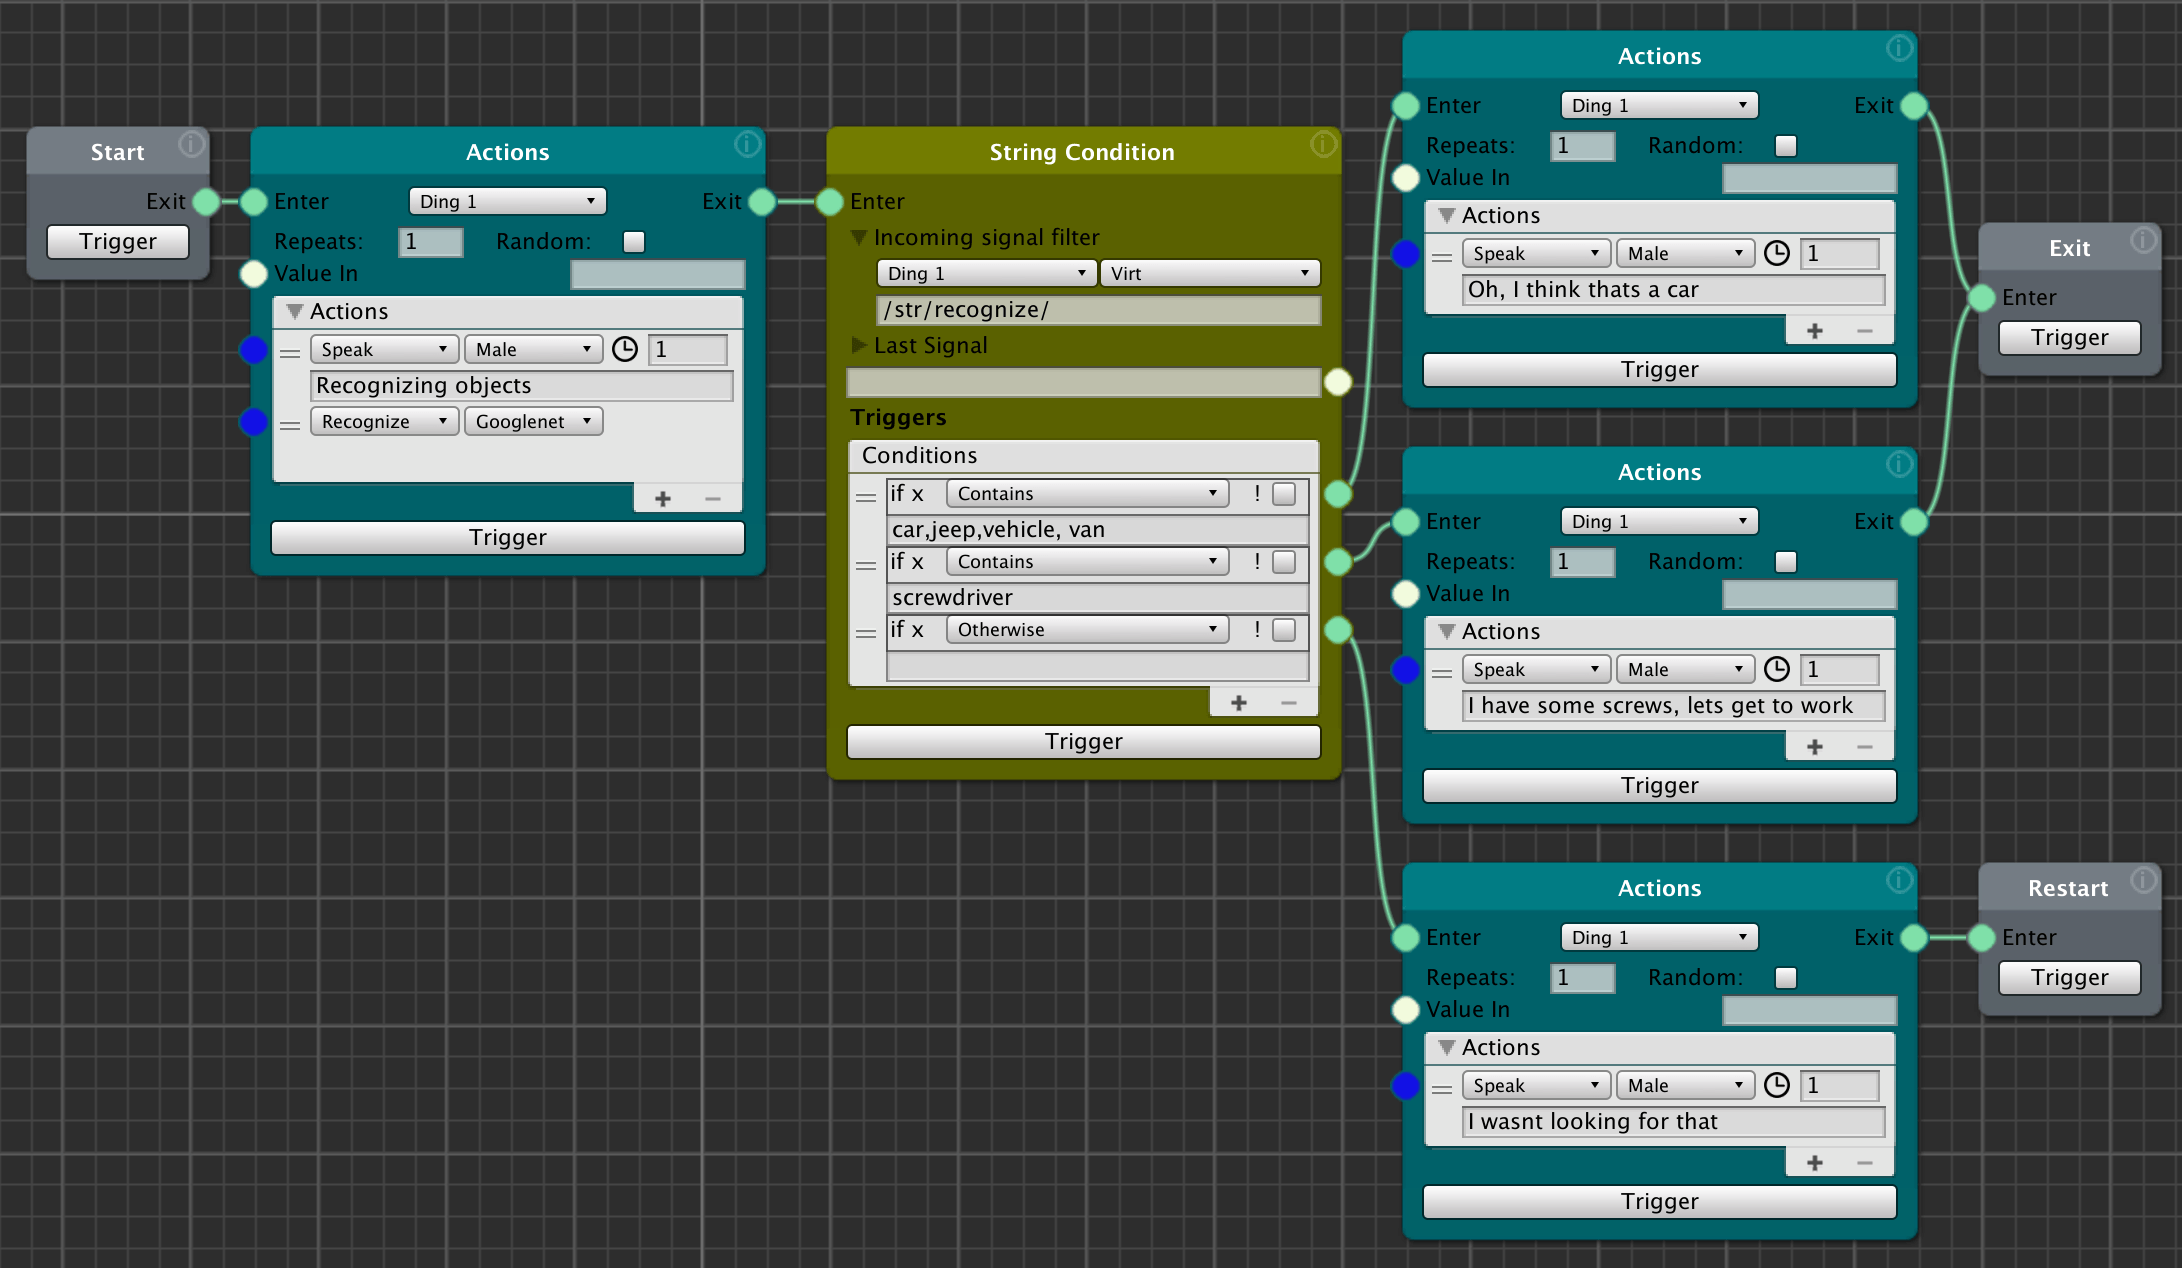 Start
Exit
Trigger
Actions
Enter
Ding 1
Exit
Repeats:
1
Random:
Value In
Actions
Speak
Male
1
Recognizing objects
Recognize
Googlenet
+ −
Trigger
String Condition
Enter
Incoming signal filter
Ding 1
Virt
/str/recognize/
Last Signal
Triggers
Conditions
if x
Contains
!
car,jeep,vehicle, van
if x
Contains
!
screwdriver
if x
Otherwise
!
+ −
Trigger
Actions
Enter
Ding 1
Exit
Repeats:
1
Random:
Value In
Actions
Speak
Male
1
Oh, I think thats a car
+ −
Trigger
Actions
Enter
Ding 1
Exit
Repeats:
1
Random:
Value In
Actions
Speak
Male
1
I have some screws, lets get to work
+ −
Trigger
Actions
Enter
Ding 1
Exit
Repeats:
1
Random:
Value In
Actions
Speak
Male
1
I wasnt looking for that
+ −
Trigger
Exit
Enter
Trigger
Restart
Enter
Trigger